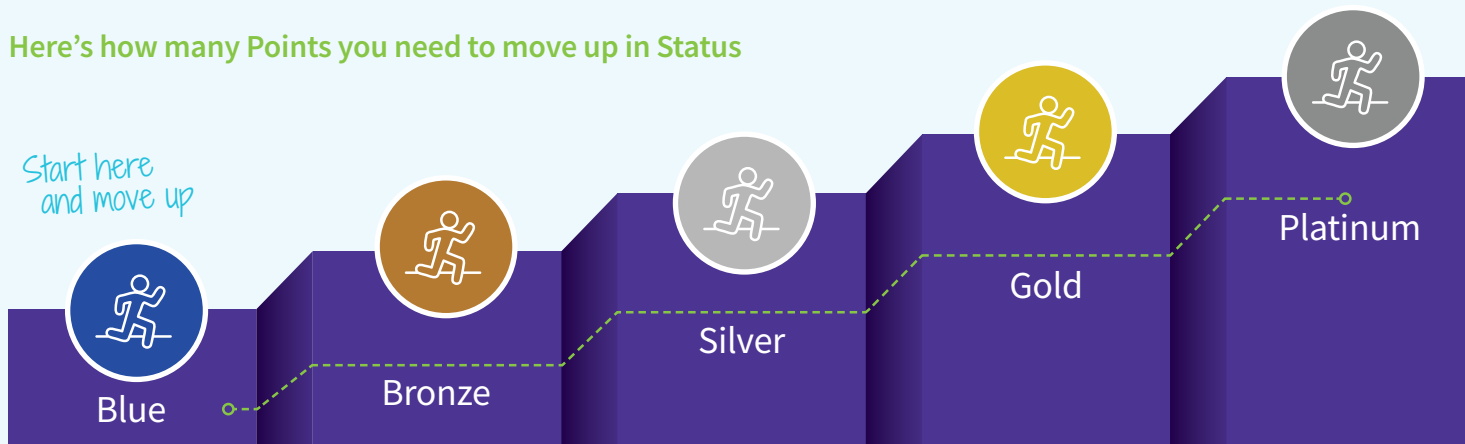 Here’s how many Points you need to move up in Status
Start here
and move up
Blue
Bronze
Silver
Gold
Platinum